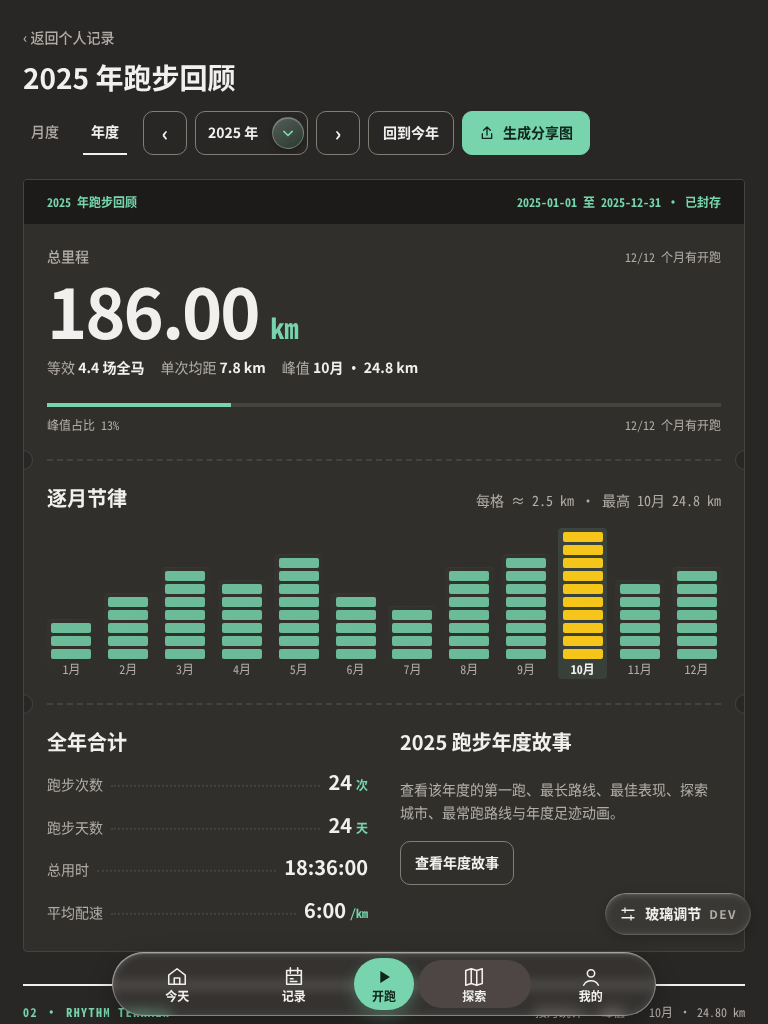 ‹ 返回个人记录
2025 年跑步回顾
月度 年度 ‹ 2025 年 › 回到今年 生成分享图
2025 年跑步回顾 2025-01-01 至 2025-12-31 • 已封存
总里程 12/12 个月有开跑
186.00 km
等效 4.4 场全马 单次均距 7.8 km 峰值 10月 • 24.8 km
峰值占比 13% 12/12 个月有开跑
逐月节律 每格 ≈ 2.5 km • 最高 10月 24.8 km
1月 2月 3月 4月 5月 6月 7月 8月 9月 10月 11月 12月
全年合计
跑步次数 24 次
跑步天数 24 天
总用时 18:36:00
平均配速 6:00 /km
2025 跑步年度故事
查看该年度的第一跑、最长路线、最佳表现、探索
城市、最常跑路线与年度足迹动画。
查看年度故事
玻璃调节 DEV
今天 记录 开跑 探索 我的
02 • RHYTHM 10月 • 24.80 km